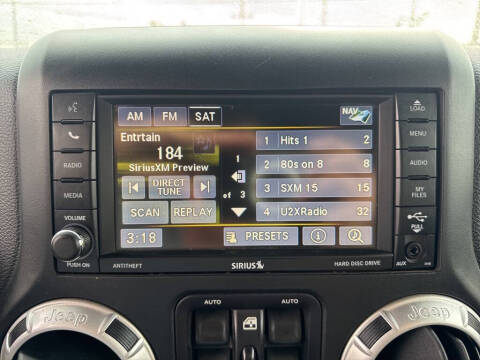 AM FM SAT NAV
Entrtain
184
SiriusXM Preview
DIRECT TUNE
SCAN REPLAY
3:18
1
of 3
1 Hits 1 2
2 80s on 8 8
3 SXM 15 15
4 U2XRadio 32
PRESETS
RADIO
MEDIA
VOLUME
PUSH ON
LOAD
MENU
AUDIO
MY FILES
PULL
AUX
ANTITHEFT
SIRIUS
HARD DISC DRIVE
AUTO AUTO
Jeep Jeep